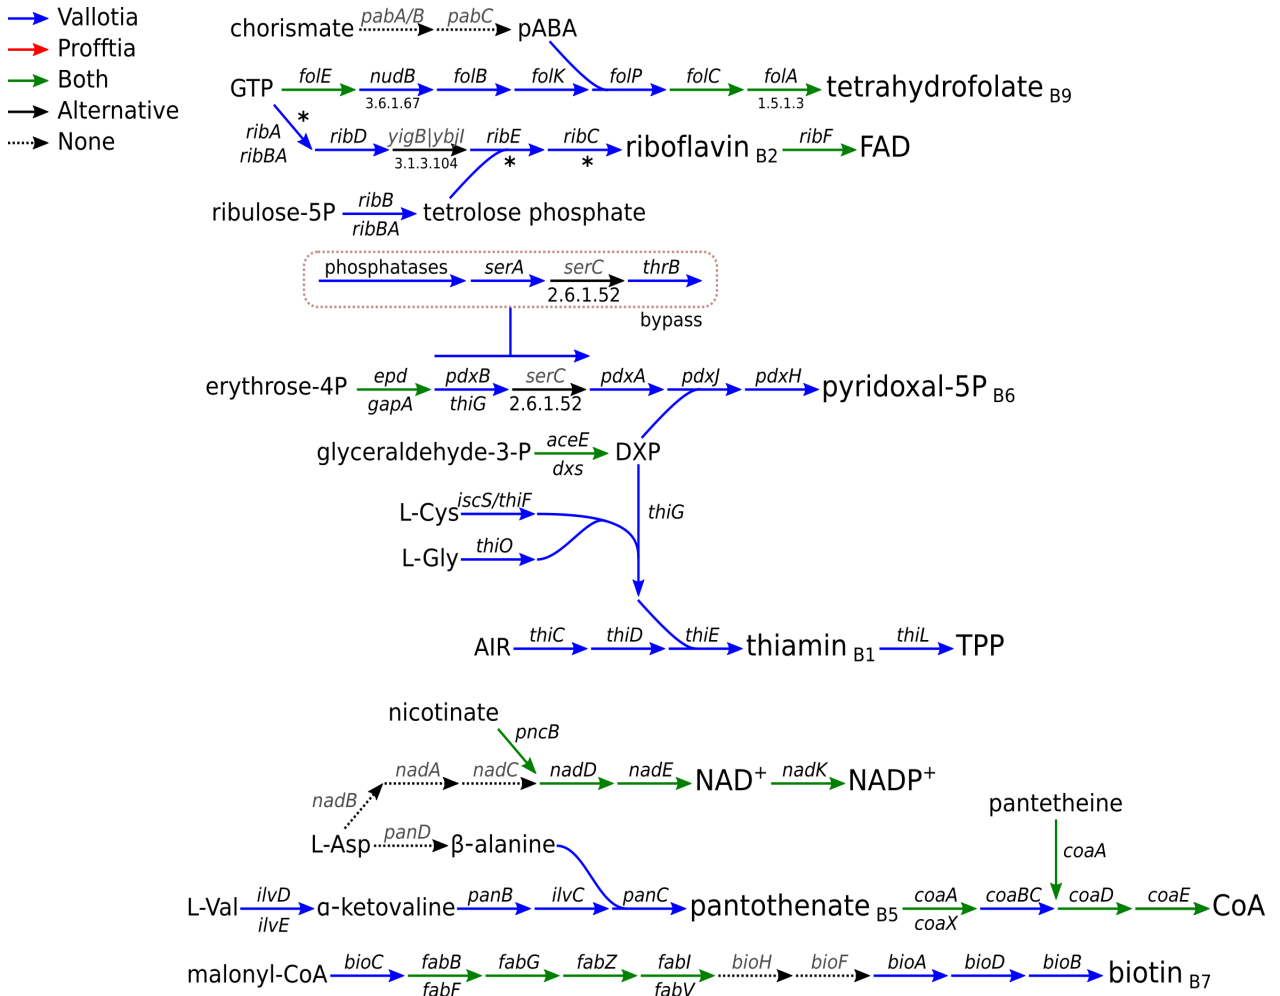 Vallotia
Profftia
Both
Alternative
None
chorismate pabA/B pabC pABA
GTP folE nudB folB folK folP folC folA tetrahydrofolate B9
3.6.1.67 1.5.1.3
ribA ribBA * ribD yigB|ybjI ribE ribC riboflavin B2 ribF FAD
3.1.3.104 * *
ribulose-5P ribB ribBA tetrolose phosphate
phosphatases serA serC thrB
2.6.1.52
bypass
erythrose-4P epd pdxB serC pdxA pdxJ pdxH pyridoxal-5P B6
gapA thiG 2.6.1.52
glyceraldehyde-3-P aceE dxs DXP
L-Cys iscS/thiF thiG
L-Gly thiO
AIR thiC thiD thiE thiamin B1 thiL TPP
nicotinate pncB
nadB nadA nadC nadD nadE NAD+ nadK NADP+
pantetheine
L-Asp panD β-alanine coaA
L-Val ilvD α-ketovaline panB ilvC panC pantothenate B5 coaA coaBC coaD coaE CoA
ilvE coaX
malonyl-CoA bioC fabB fabG fabZ fabI bioH bioF bioA bioD bioB biotin B7
fabF fabV